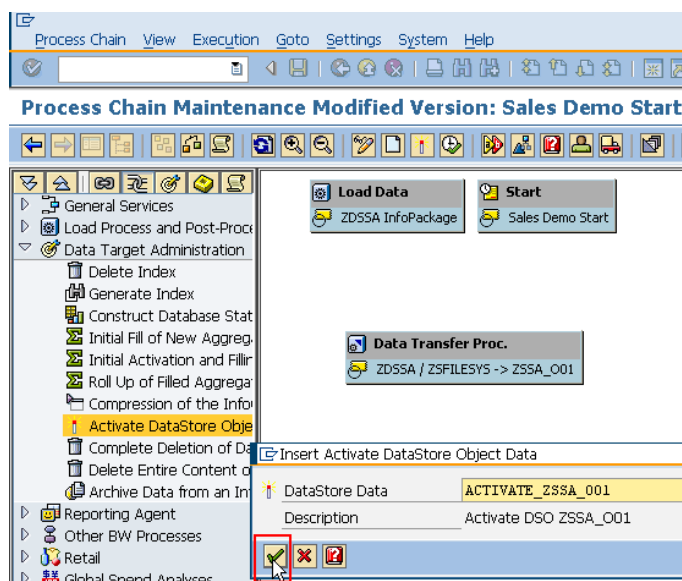 Process Chain View Execution Goto Settings System Help
Process Chain Maintenance Modified Version: Sales Demo Start
General Services
Load Process and Post-Proce
Data Target Administration
Delete Index
Generate Index
Construct Database Stat
Initial Fill of New Aggreg
Initial Activation and Fillin
Roll Up of Filled Aggrega
Compression of the Info
Activate DataStore Obje
Complete Deletion of Da
Delete Entire Content o
Archive Data from an In
Reporting Agent
Other BW Processes
Retail
Global Spend Analyses
Load Data
ZDSSA InfoPackage
Start
Sales Demo Start
Data Transfer Proc.
ZDSSA / ZSFILESYS -> ZSSA_O01
Insert Activate DataStore Object Data
DataStore Data ACTIVATE_ZSSA_001
Description Activate DSO ZSSA_O01